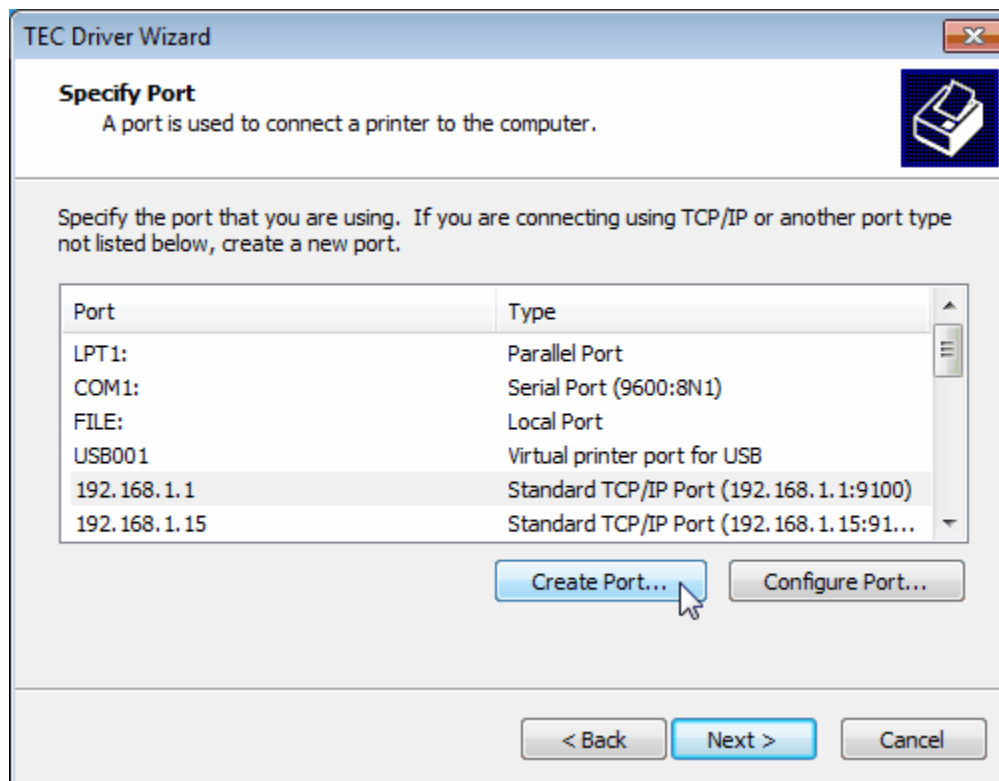 TEC Driver Wizard
Specify Port
A port is used to connect a printer to the computer.
Specify the port that you are using.  If you are connecting using TCP/IP or another port type
not listed below, create a new port.
Port Type
LPT1: Parallel Port
COM1: Serial Port (9600:8N1)
FILE: Local Port
USB001 Virtual printer port for USB
192.168.1.1 Standard TCP/IP Port (192.168.1.1:9100)
192.168.1.15 Standard TCP/IP Port (192.168.1.15:91...
Create Port... Configure Port...
< Back Next > Cancel